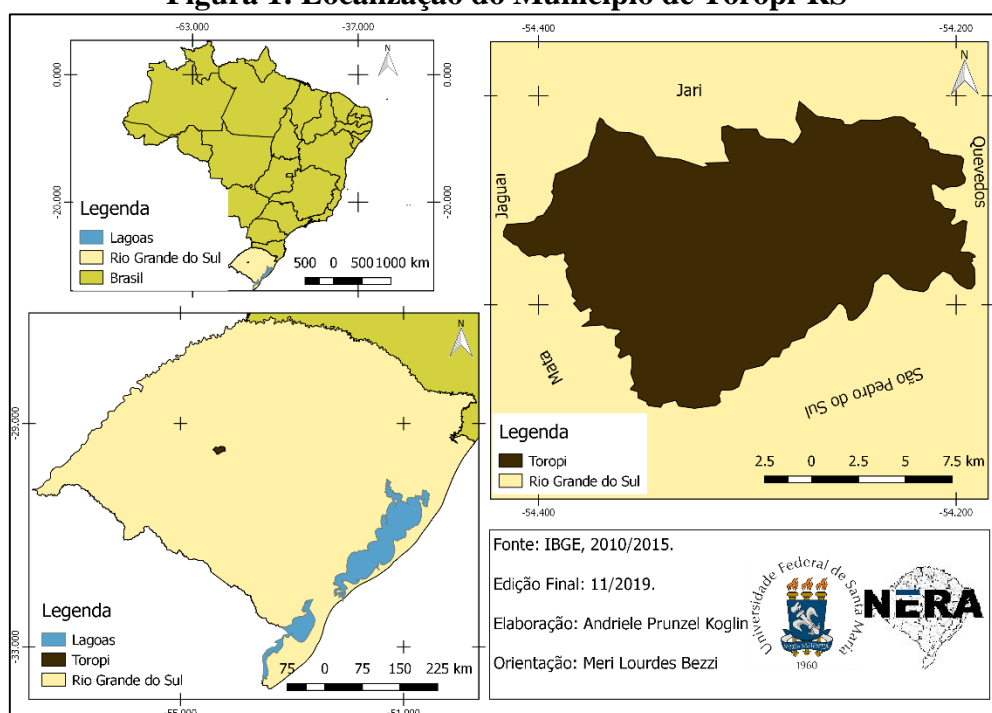 Figura 1: Localização do Município de Toropi-RS
-63.000
-37.000
N
0.000
0.000
-20.000
-20.000
Legenda
Lagoas
Rio Grande do Sul
Brasil
500 0 500 1000 km
-54.400
-54.200
N
Jari
Jaguari
Quevedos
Mata
São Pedro do Sul
Legenda
Toropi
Rio Grande do Sul
2.5 0 2.5 5 7.5 km
-54.400
-54.200
N
-29.000
-29.000
Legenda
Lagoas
Toropi
Rio Grande do Sul
-33.000
-33.000
75 0 75 150 225 km
-55.000
-51.000
Fonte: IBGE, 2010/2015.
Edição Final: 11/2019.
Elaboração: Andriele Prunzel Koglin
Orientação: Meri Lourdes Bezzi
Universidade Federal de Santa Maria
1960
NERA